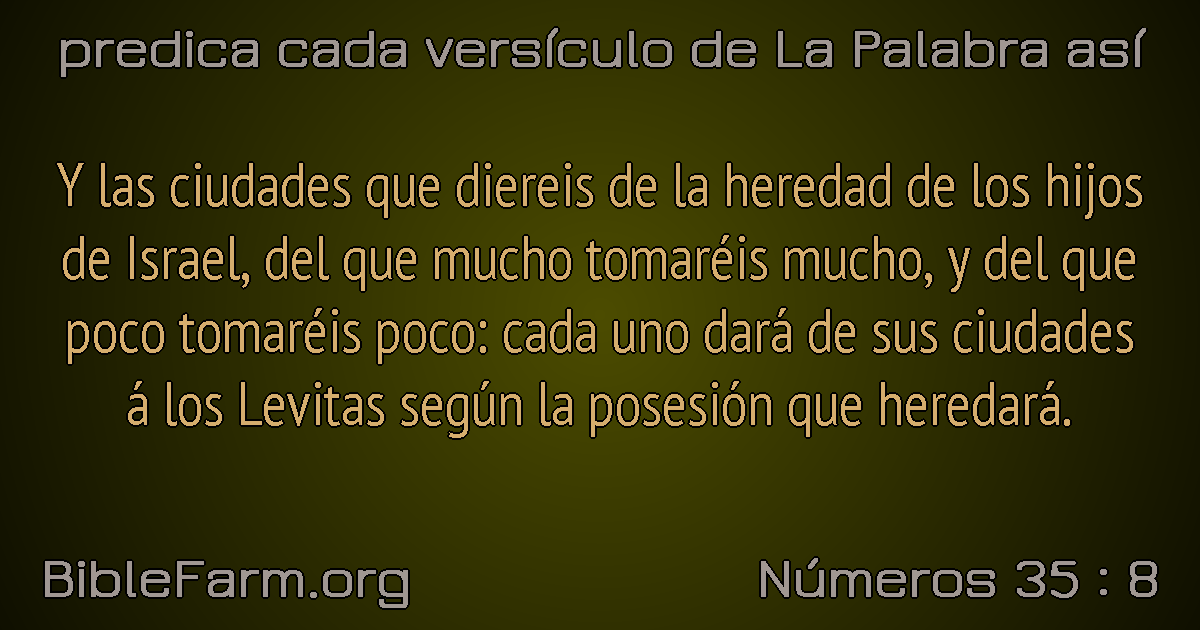 predica cada versículo de La Palabra así
Y las ciudades que diereis de la heredad de los hijos
de Israel, del que mucho tomaréis mucho, y del que
poco tomaréis poco: cada uno dará de sus ciudades
á los Levitas según la posesión que heredará.
BibleFarm.org
Números 35 : 8